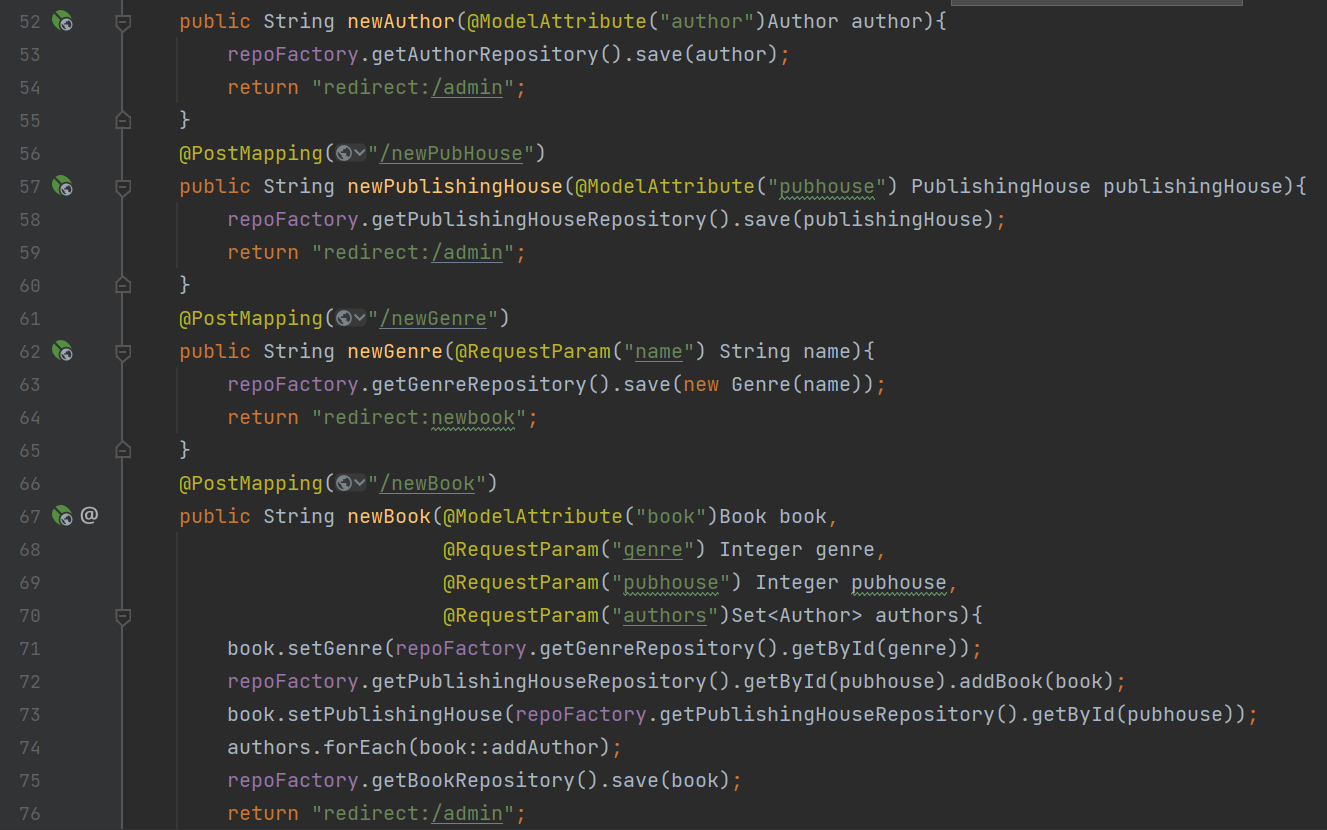 52 public String newAuthor(@ModelAttribute("author")Author author){
53 repoFactory.getAuthorRepository().save(author);
54 return "redirect:/admin";
55 }
56 @PostMapping("/newPubHouse")
57 public String newPublishingHouse(@ModelAttribute("pubhouse") PublishingHouse publishingHouse){
58 repoFactory.getPublishingHouseRepository().save(publishingHouse);
59 return "redirect:/admin";
60 }
61 @PostMapping("/newGenre")
62 public String newGenre(@RequestParam("name") String name){
63 repoFactory.getGenreRepository().save(new Genre(name));
64 return "redirect:newbook";
65 }
66 @PostMapping("/newBook")
67 @ public String newBook(@ModelAttribute("book")Book book,
68 @RequestParam("genre") Integer genre,
69 @RequestParam("pubhouse") Integer pubhouse,
70 @RequestParam("authors")Set<Author> authors){
71 book.setGenre(repoFactory.getGenreRepository().getById(genre));
72 repoFactory.getPublishingHouseRepository().getById(pubhouse).addBook(book);
73 book.setPublishingHouse(repoFactory.getPublishingHouseRepository().getById(pubhouse));
74 authors.forEach(book::addAuthor);
75 repoFactory.getBookRepository().save(book);
76 return "redirect:/admin";